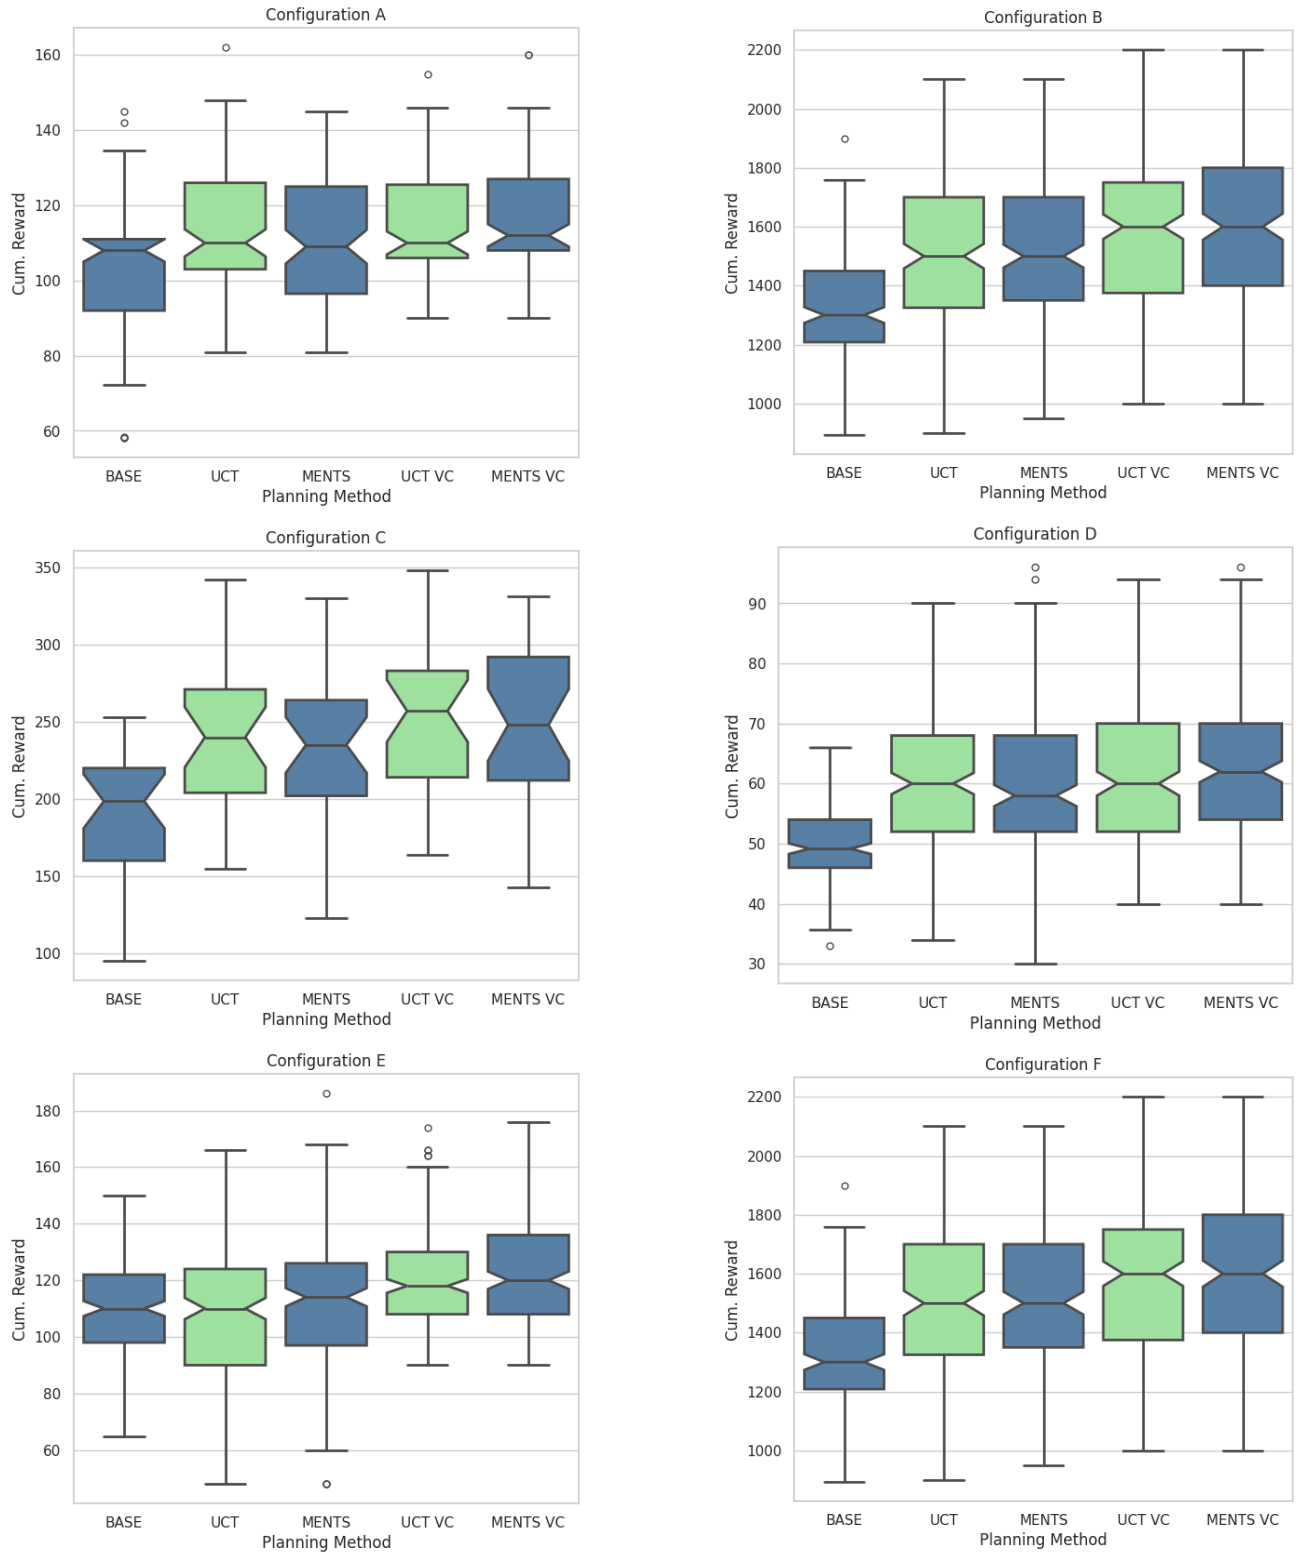 Configuration A
Cum. Reward
160
140
120
100
80
60
BASE UCT MENTS UCT VC MENTS VC
Planning Method
Configuration B
Cum. Reward
2200
2000
1800
1600
1400
1200
1000
BASE UCT MENTS UCT VC MENTS VC
Planning Method
Configuration C
Cum. Reward
350
300
250
200
150
100
BASE UCT MENTS UCT VC MENTS VC
Planning Method
Configuration D
Cum. Reward
90
80
70
60
50
40
30
BASE UCT MENTS UCT VC MENTS VC
Planning Method
Configuration E
Cum. Reward
180
160
140
120
100
80
60
BASE UCT MENTS UCT VC MENTS VC
Planning Method
Configuration F
Cum. Reward
2200
2000
1800
1600
1400
1200
1000
BASE UCT MENTS UCT VC MENTS VC
Planning Method